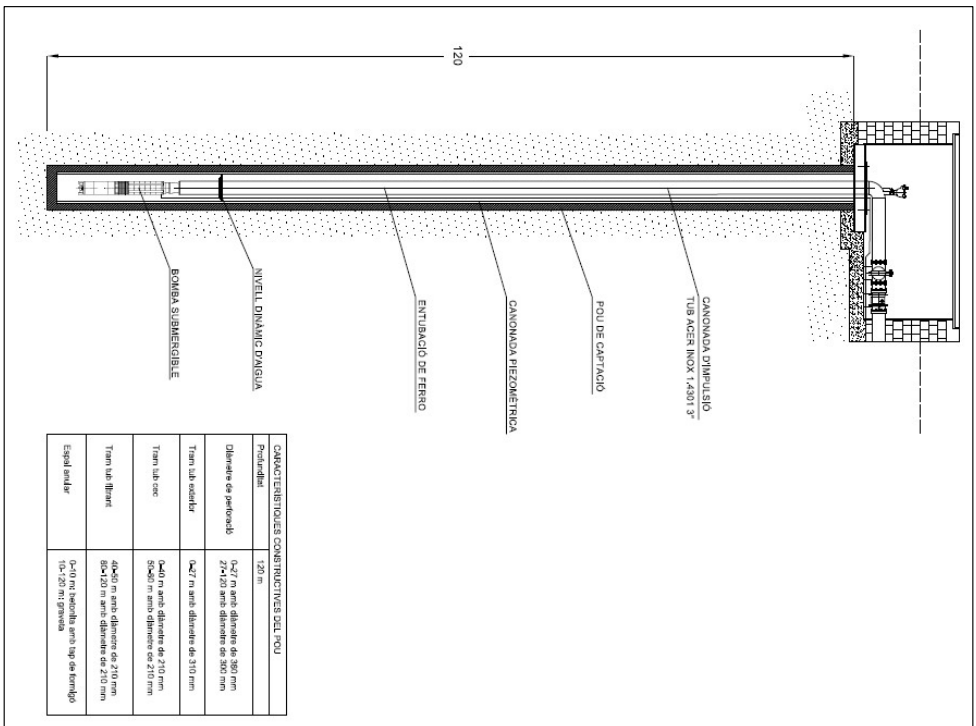 120
CANONADA D'IMPULSIÓ
TUB ACER INOX 1.4301 3"
POU DE CAPTACIÓ
CANONADA PIEZOMÈTRICA
ENTUBACIÓ DE FERRO
NIVELL DINÀMIC D'AIGUA
BOMBA SUBMERGIBLE
CARACTERÍSTIQUES CONSTRUCTIVES DEL POU
Profunditat 120 m
Diàmetre de perforació 0-27 m amb diàmetre de 380 mm
27-120 amb diàmetre de 300 mm
Tram tub exterior 0-27 m amb diàmetre de 310 mm
Tram tub cec 0-40 m amb diàmetre de 210 mm
50-60 m amb diàmetre de 210 mm
Tram tub filtrant 40-50 m amb diàmetre de 210 mm
60-120 m amb diàmetre de 210 mm
Espai anular 0-10 m: betonita amb tap de formigó
10-120 m: graveta